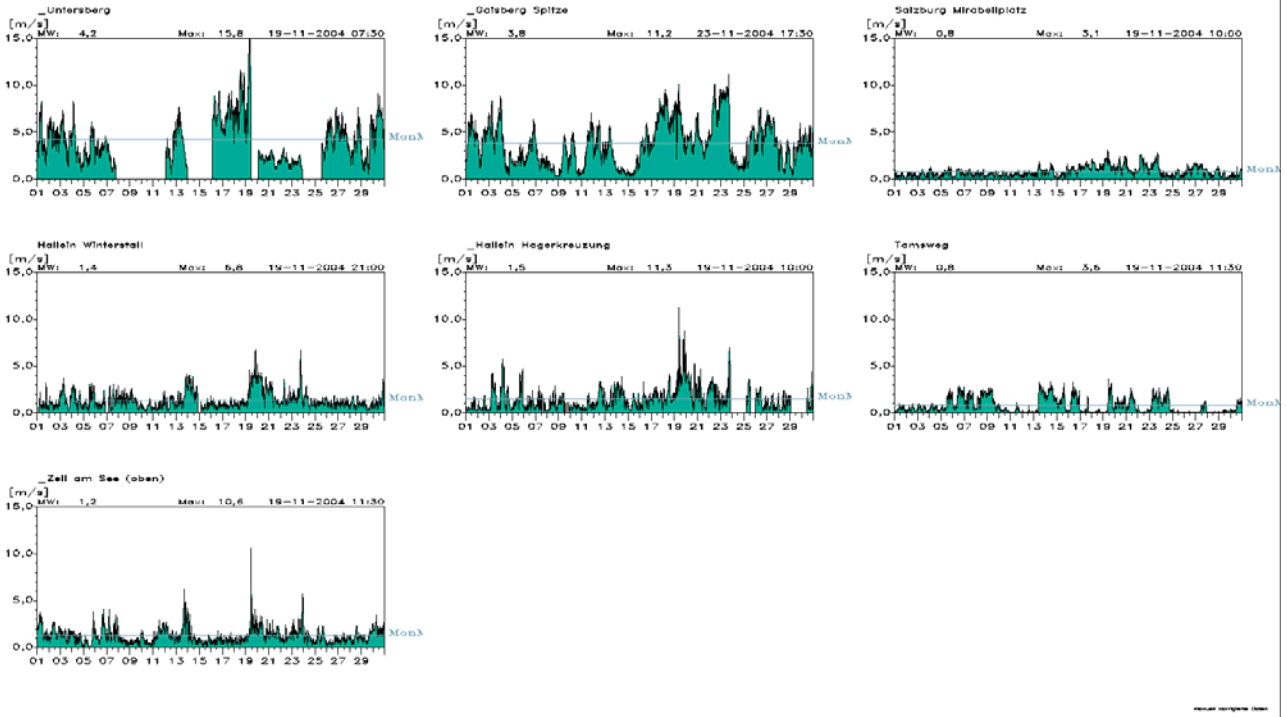 _Untersberg
[m/s]
MW: 4,2 Max: 15,8 19-11-2004 07:30
15,0
10,0
5,0
0,0
MonM
01 03 05 07 09 11 13 15 17 19 21 23 25 27 29
_Gaisberg Spitze
[m/s]
MW: 3,8 Max: 11,2 23-11-2004 17:30
15,0
10,0
5,0
0,0
MonM
01 03 05 07 09 11 13 15 17 19 21 23 25 27 29
Salzburg Mirabellplatz
[m/s]
MW: 0,8 Max: 3,1 19-11-2004 10:00
15,0
10,0
5,0
0,0
MonM
01 03 05 07 09 11 13 15 17 19 21 23 25 27 29
Hallein Winterstall
[m/s]
MW: 1,4 Max: 6,8 19-11-2004 21:00
15,0
10,0
5,0
0,0
MonM
01 03 05 07 09 11 13 15 17 19 21 23 25 27 29
_Hallein Hagerkreuzung
[m/s]
MW: 1,5 Max: 11,3 19-11-2004 10:00
15,0
10,0
5,0
0,0
MonM
01 03 05 07 09 11 13 15 17 19 21 23 25 27 29
Tamsweg
[m/s]
MW: 0,8 Max: 3,6 19-11-2004 11:30
15,0
10,0
5,0
0,0
MonM
01 03 05 07 09 11 13 15 17 19 21 23 25 27 29
_Zell am See (oben)
[m/s]
MW: 1,2 Max: 10,6 19-11-2004 11:30
15,0
10,0
5,0
0,0
MonM
01 03 05 07 09 11 13 15 17 19 21 23 25 27 29
manuell korrigierte Daten